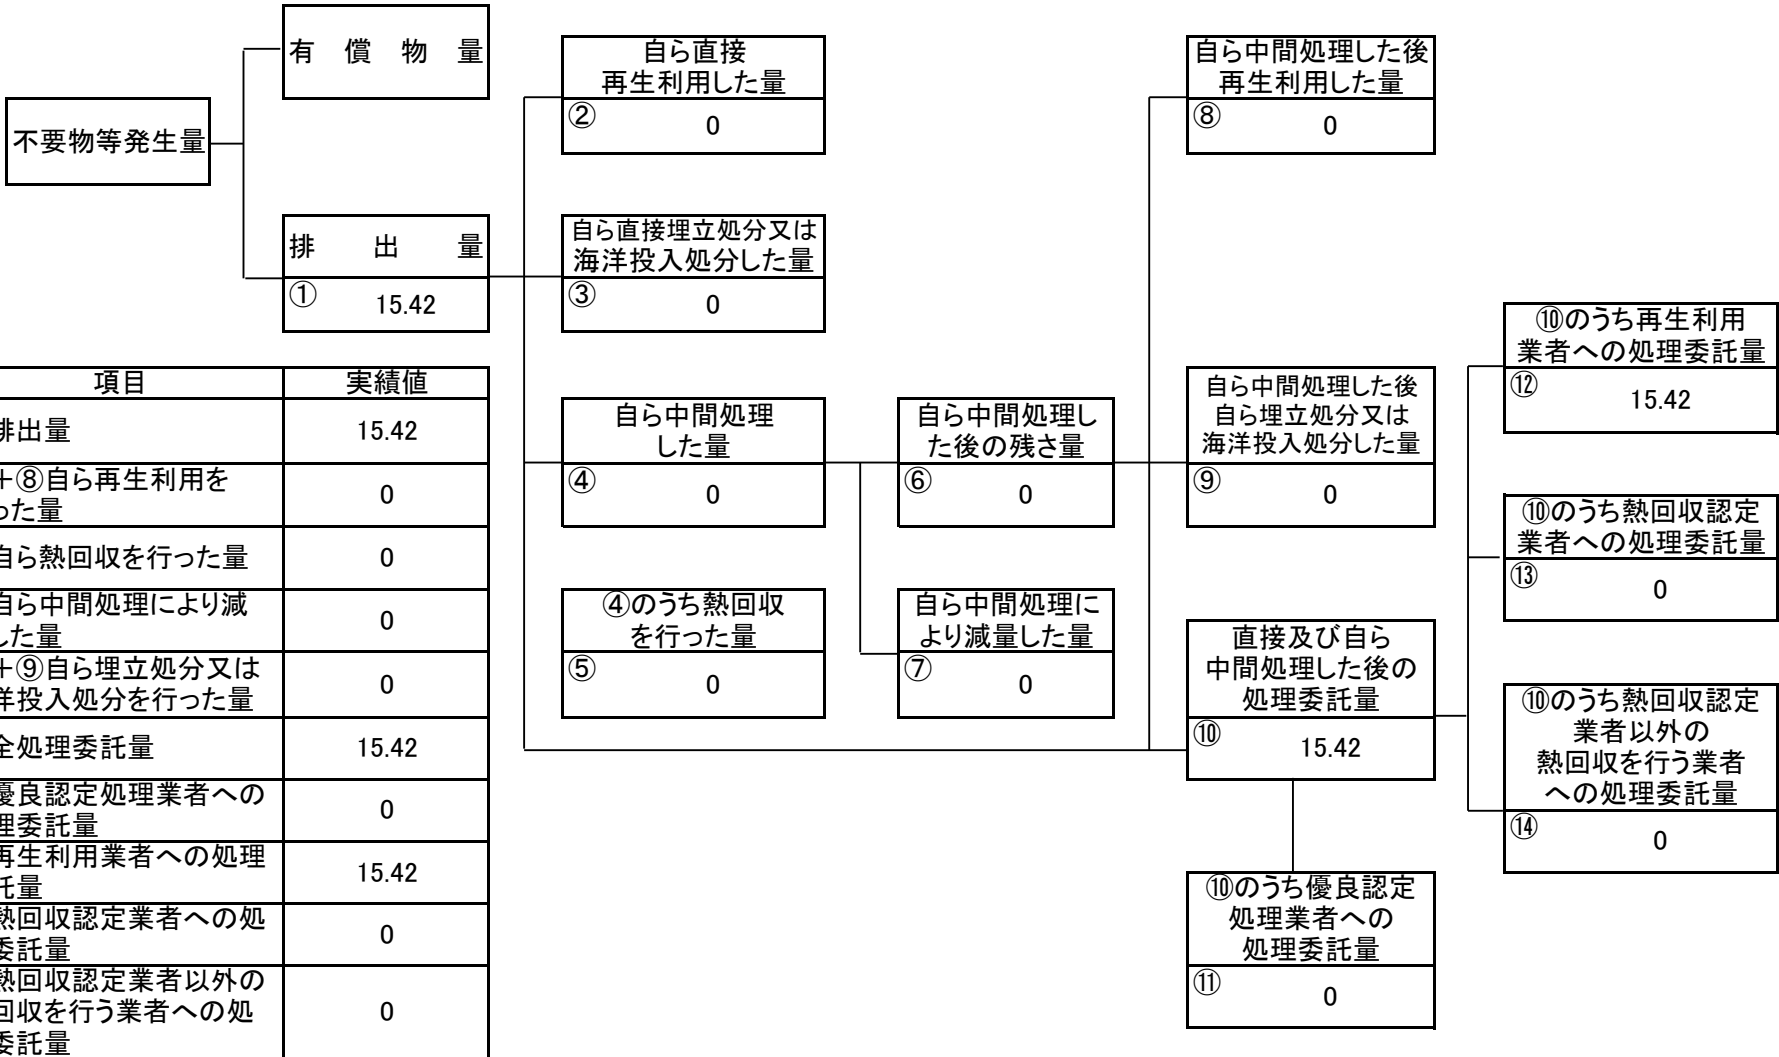 有償物量
不要物等発生量
排出量
① 15.42
自ら直接
再生利用した量
② 0
自ら直接埋立処分又は
海洋投入処分した量
③ 0
自ら中間処理
した量
④ 0
④のうち熱回収
を行った量
⑤ 0
自ら中間処理し
た後の残さ量
⑥ 0
自ら中間処理に
より減量した量
⑦ 0
自ら中間処理した後
再生利用した量
⑧ 0
自ら中間処理した後
自ら埋立処分又は
海洋投入処分した量
⑨ 0
直接及び自ら
中間処理した後の
処理委託量
⑩ 15.42
⑩のうち優良認定
処理業者への
処理委託量
⑪ 0
⑩のうち再生利用
業者への処理委託量
⑫ 15.42
⑩のうち熱回収認定
業者への処理委託量
⑬ 0
⑩のうち熱回収認定
業者以外の
熱回収を行う業者
への処理委託量
⑭ 0
項目 実績値
排出量 15.42
+⑧自ら再生利用を
った量 0
自ら熱回収を行った量 0
自ら中間処理により減
した量 0
+⑨自ら埋立処分又は
洋投入処分を行った量 0
全処理委託量 15.42
優良認定処理業者への
理委託量 0
再生利用業者への処理
託量 15.42
熱回収認定業者への処
委託量 0
熱回収認定業者以外の
回収を行う業者への処
委託量 0